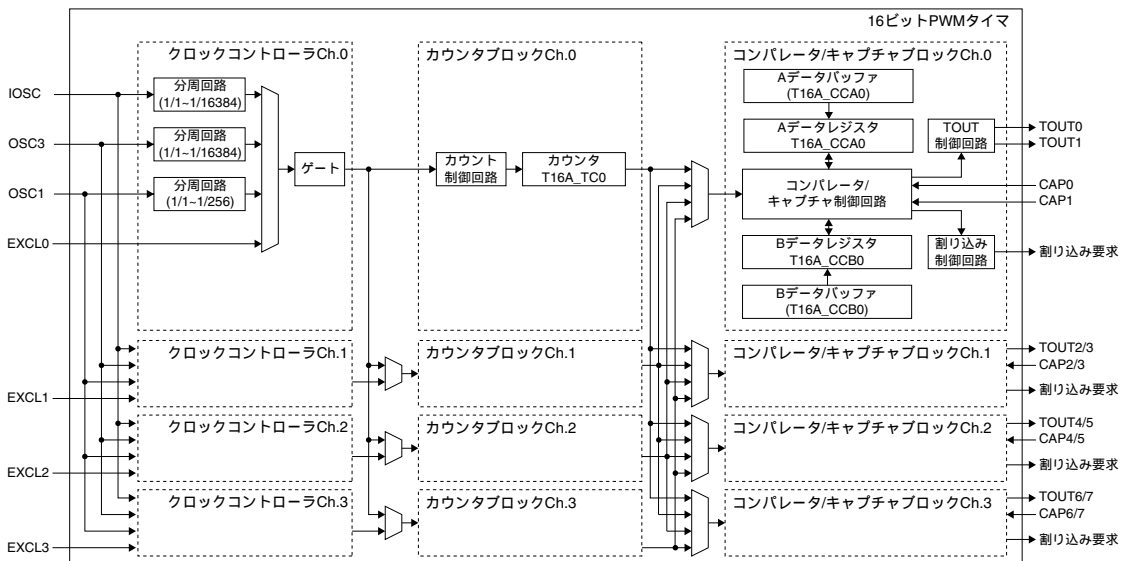 16ビットPWMタイマ
クロックコントローラCh.0
カウンタブロックCh.0
コンパレータ/キャプチャブロックCh.0
IOSC
OSC3
OSC1
EXCL0
分周回路
(1/1~1/16384)
分周回路
(1/1~1/16384)
分周回路
(1/1~1/256)
ゲート
カウント
制御回路
カウンタ
T16A_TC0
Aデータバッファ
(T16A_CCA0)
Aデータレジスタ
T16A_CCA0
コンパレータ/
キャプチャ制御回路
Bデータレジスタ
T16A_CCB0
Bデータバッファ
(T16A_CCB0)
TOUT
制御回路
割り込み
制御回路
TOUT0
TOUT1
CAP0
CAP1
割り込み要求
クロックコントローラCh.1
カウンタブロックCh.1
コンパレータ/キャプチャブロックCh.1
EXCL1
TOUT2/3
CAP2/3
割り込み要求
クロックコントローラCh.2
カウンタブロックCh.2
コンパレータ/キャプチャブロックCh.2
EXCL2
TOUT4/5
CAP4/5
割り込み要求
クロックコントローラCh.3
カウンタブロックCh.3
コンパレータ/キャプチャブロックCh.3
EXCL3
TOUT6/7
CAP6/7
割り込み要求